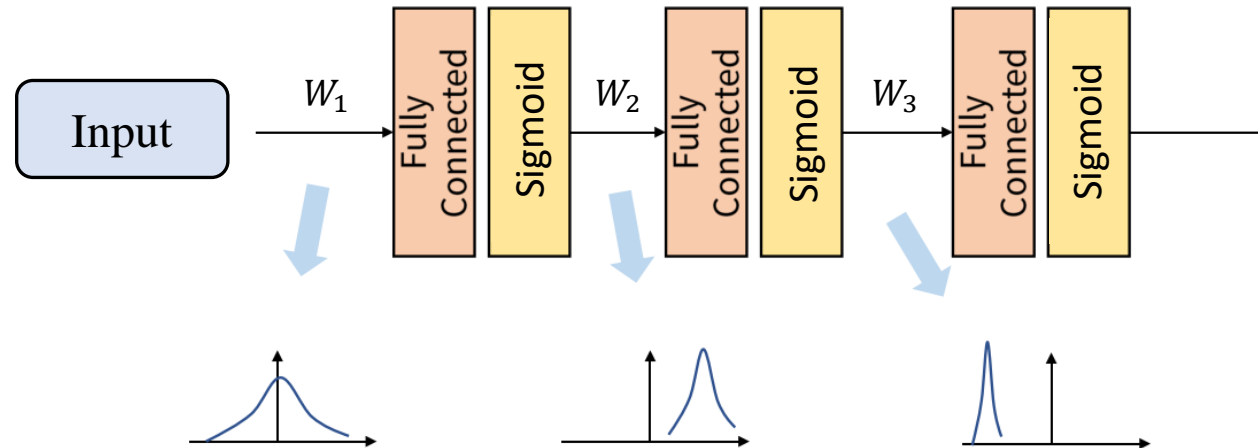 Input
W₁
Fully
Connected
Sigmoid
W₂
Fully
Connected
Sigmoid
W₃
Fully
Connected
Sigmoid